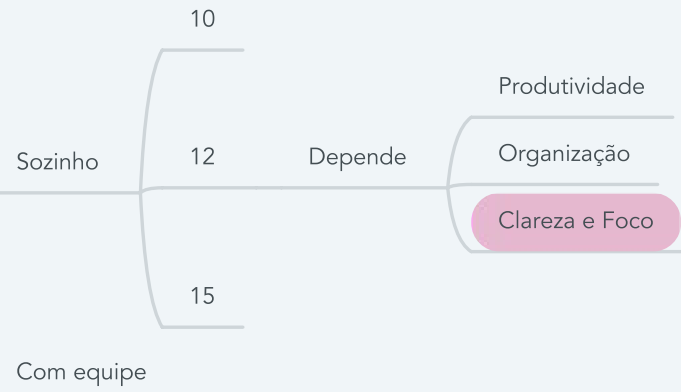 10
Produtividade
Sozinho
12
Depende
Organização
Clareza e Foco
15
Com equipe